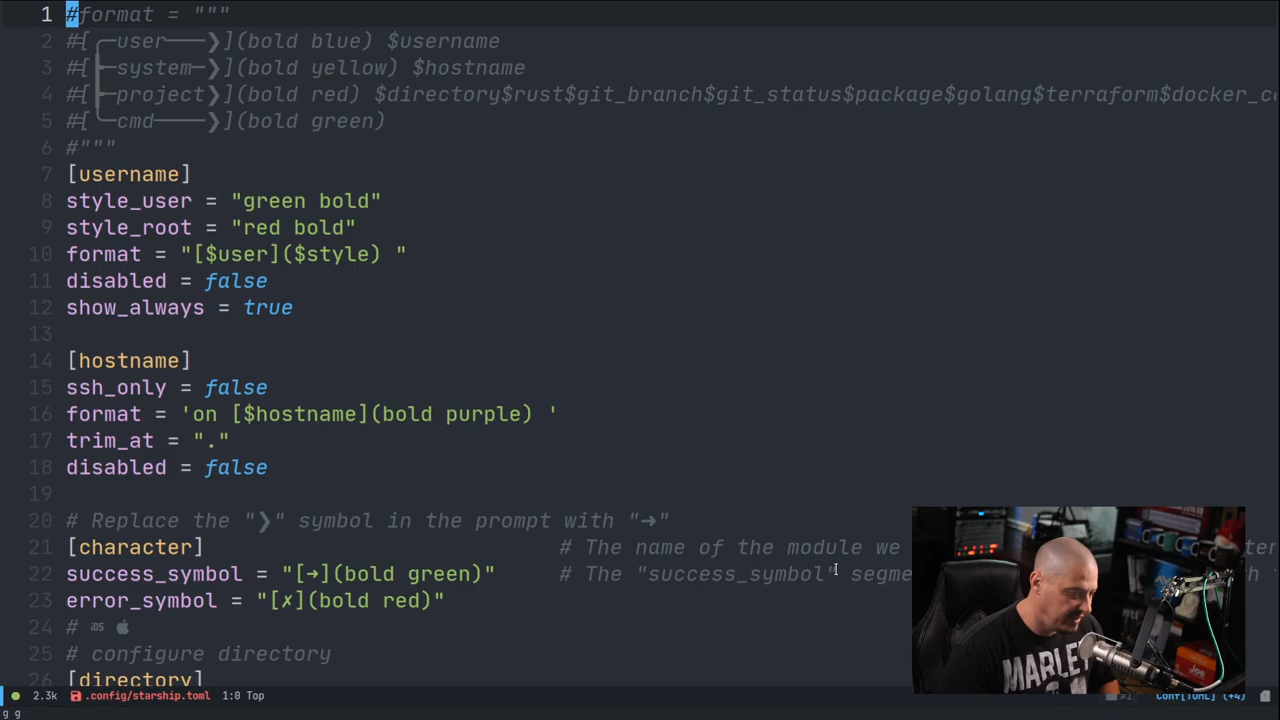 1 #format = """
2 #[╭─user───❯](bold blue) $username
3 #[├─system─❯](bold yellow) $hostname
4 #[├─project❯](bold red) $directory$rust$git_branch$git_status$package$golang$terraform$docker_c
5 #[╰─cmd────❯](bold green)
6 #"""
7 [username]
8 style_user = "green bold"
9 style_root = "red bold"
10 format = "[$user]($style) "
11 disabled = false
12 show_always = true
13
14 [hostname]
15 ssh_only = false
16 format = 'on [$hostname](bold purple) '
17 trim_at = "."
18 disabled = false
19
20 # Replace the "❯" symbol in the prompt with "➜"
21 [character] # The name of the module we
22 success_symbol = "[➜](bold green)" # The "success_symbol" segme
23 error_symbol = "[✗](bold red)"
24 #
25 # configure directory
26 [directory]
2.3k .config/starship.toml 1:0 Top Conf[TOML] (+4)
g g
MARLEY